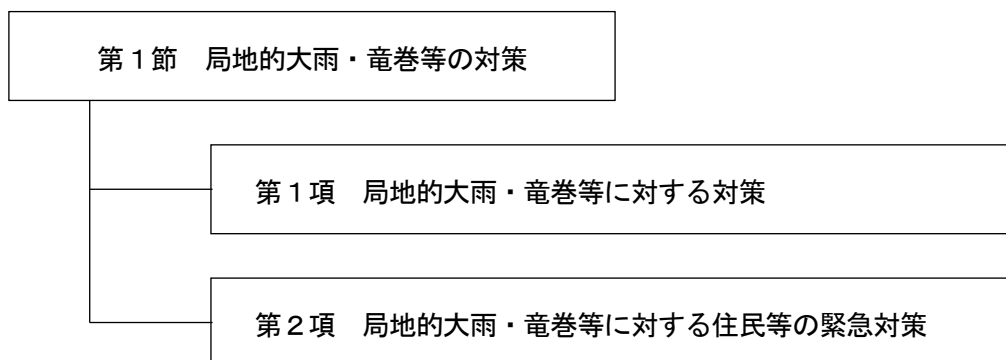 第１節　局地的大雨・竜巻等の対策
第１項　局地的大雨・竜巻等に対する対策
第２項　局地的大雨・竜巻等に対する住民等の緊急対策